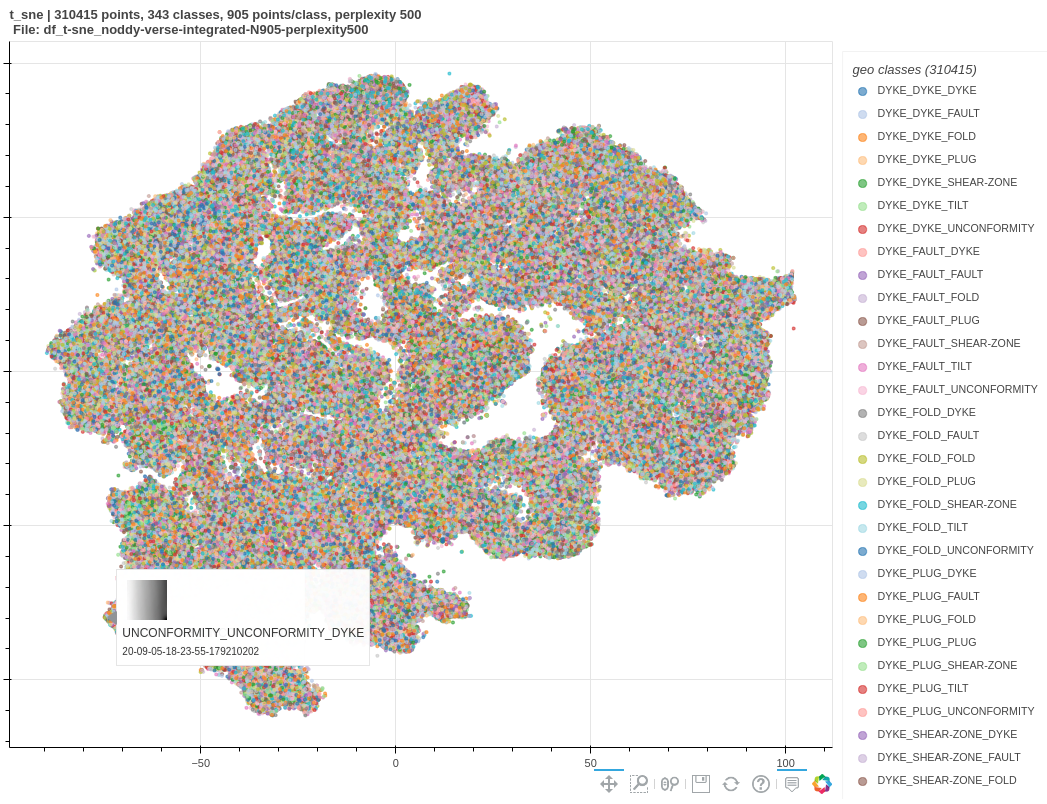 t_sne | 310415 points, 343 classes, 905 points/class, perplexity 500
File: df_t-sne_noddy-verse-integrated-N905-perplexity500
geo classes (310415)
DYKE_DYKE_DYKE
DYKE_DYKE_FAULT
DYKE_DYKE_FOLD
DYKE_DYKE_PLUG
DYKE_DYKE_SHEAR-ZONE
DYKE_DYKE_TILT
DYKE_DYKE_UNCONFORMITY
DYKE_FAULT_DYKE
DYKE_FAULT_FAULT
DYKE_FAULT_FOLD
DYKE_FAULT_PLUG
DYKE_FAULT_SHEAR-ZONE
DYKE_FAULT_TILT
DYKE_FAULT_UNCONFORMITY
DYKE_FOLD_DYKE
DYKE_FOLD_FAULT
DYKE_FOLD_FOLD
DYKE_FOLD_PLUG
DYKE_FOLD_SHEAR-ZONE
DYKE_FOLD_TILT
DYKE_FOLD_UNCONFORMITY
DYKE_PLUG_DYKE
DYKE_PLUG_FAULT
DYKE_PLUG_FOLD
DYKE_PLUG_PLUG
DYKE_PLUG_SHEAR-ZONE
DYKE_PLUG_TILT
DYKE_PLUG_UNCONFORMITY
DYKE_SHEAR-ZONE_DYKE
DYKE_SHEAR-ZONE_FAULT
DYKE_SHEAR-ZONE_FOLD
UNCONFORMITY_UNCONFORMITY_DYKE
20-09-05-18-23-55-179210202
−50 0 50 100